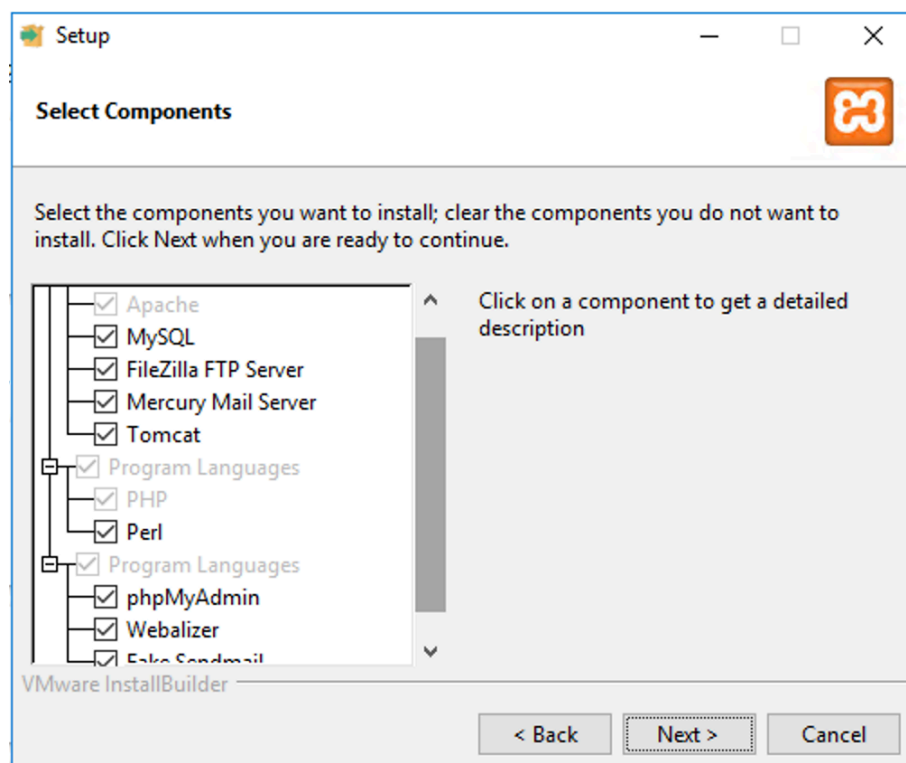 Setup
Select Components
Select the components you want to install; clear the components you do not want to
install. Click Next when you are ready to continue.
Apache
MySQL
FileZilla FTP Server
Mercury Mail Server
Tomcat
Program Languages
PHP
Perl
Program Languages
phpMyAdmin
Webalizer
Fake Sendmail
Click on a component to get a detailed
description
VMware InstallBuilder
< Back
Next >
Cancel